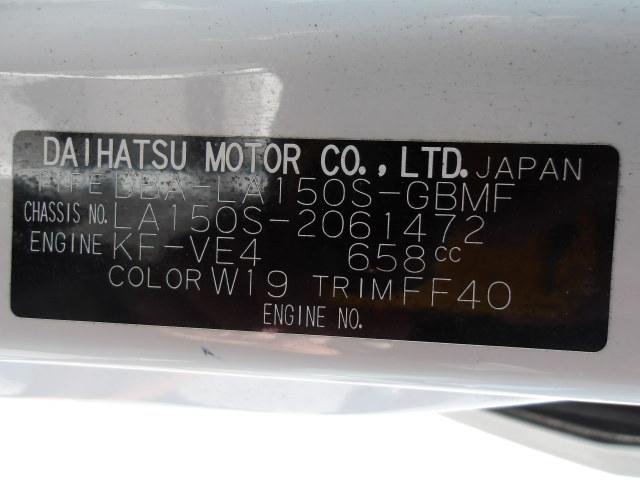 DAIHATSU MOTOR CO., LTD. JAPAN
TYPE DBA-LA150S-GBMF
CHASSIS NO. LA150S-2061472
ENGINE KF-VE4 658cc
COLOR W19 TRIM FF40
ENGINE NO.